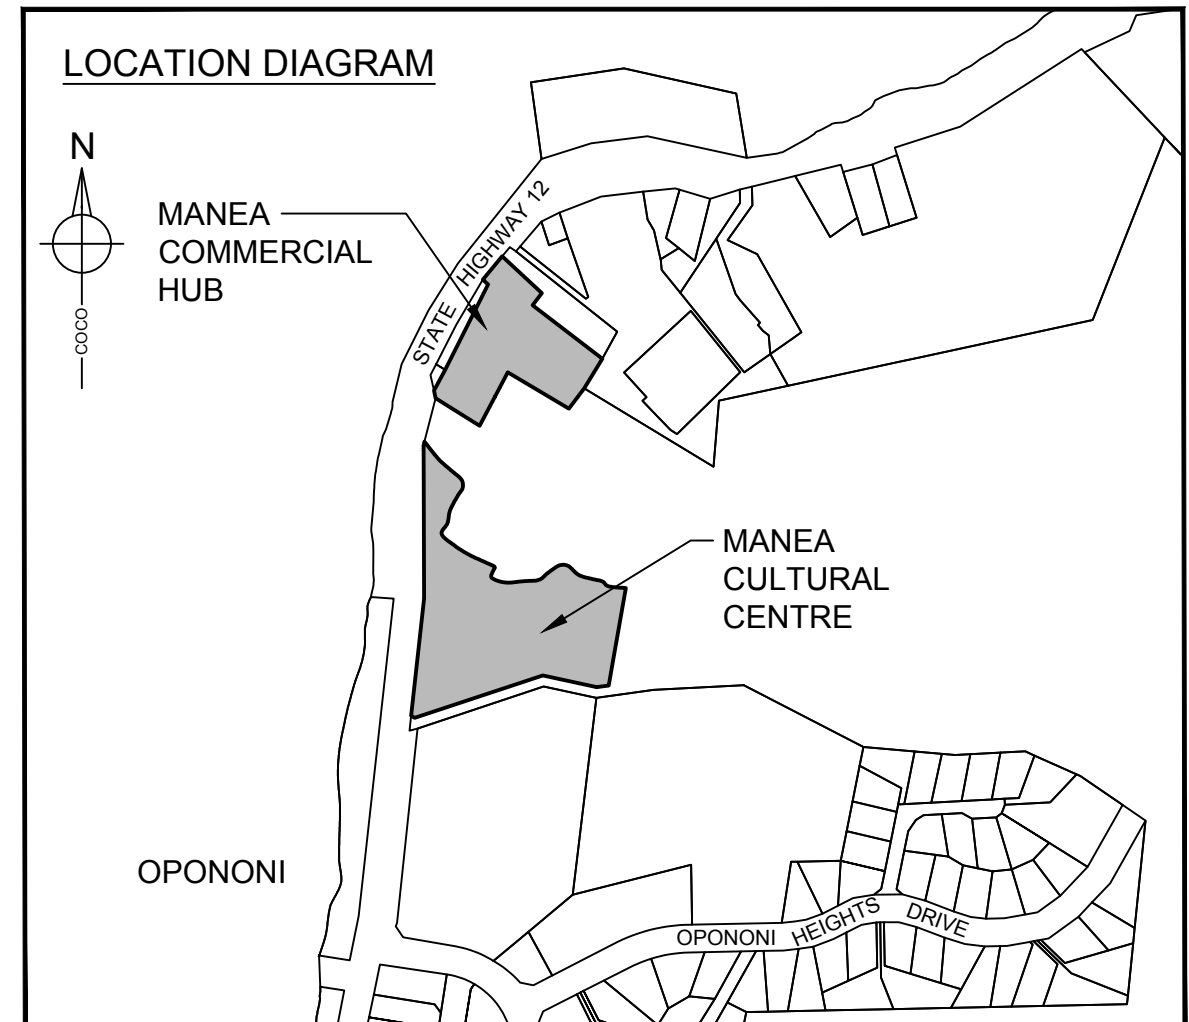 LOCATION DIAGRAM
N
COCO
MANEA
COMMERCIAL
HUB
STATE HIGHWAY 12
MANEA
CULTURAL
CENTRE
OPONONI
OPONONI HEIGHTS DRIVE